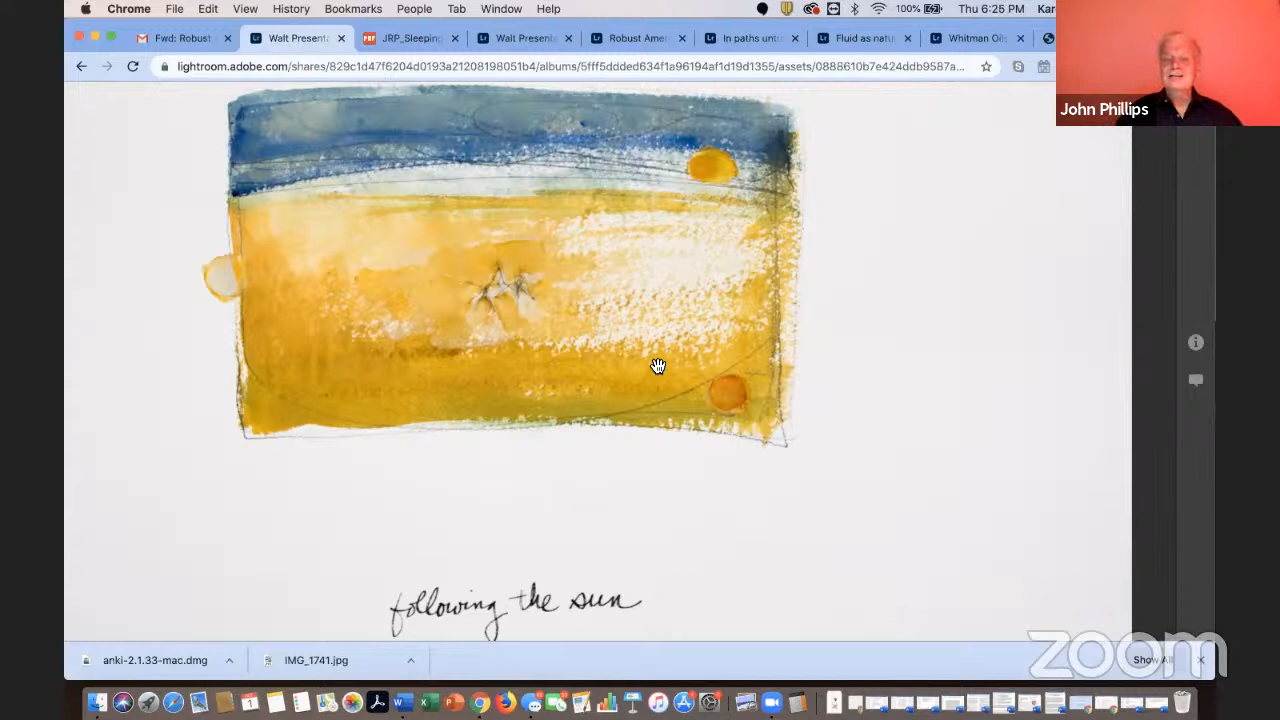 Chrome File Edit View History Bookmarks People Tab Window Help 100% Thu 6:25 PM Kar
Fwd: Robust
Walt Present
JRP_Sleeping
Walt Present
Robust Amer
In paths unt
Fluid as natu
Whitman Oil
lightroom.adobe.com/shares/829c1d47f6204d0193a21208198051b4/albums/5fff5ddded634f1a96194af1d19d1355/assets/0888610b7e424ddb9587a...
John Phillips
following the sun
anki-2.1.33-mac.dmg
IMG_1741.jpg
Show All
zoom